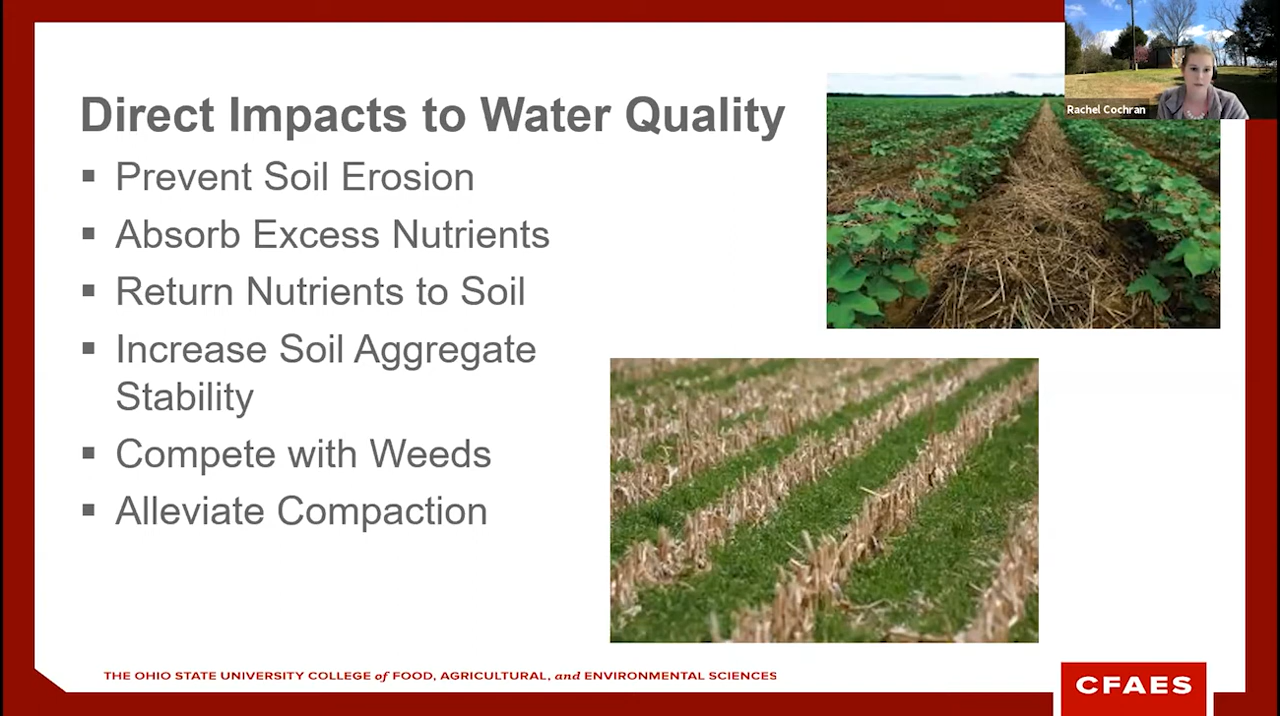 Direct Impacts to Water Quality
▪ Prevent Soil Erosion
▪ Absorb Excess Nutrients
▪ Return Nutrients to Soil
▪ Increase Soil Aggregate
Stability
▪ Compete with Weeds
▪ Alleviate Compaction
Rachel Cochran
THE OHIO STATE UNIVERSITY COLLEGE of FOOD, AGRICULTURAL, and ENVIRONMENTAL SCIENCES
CFAES